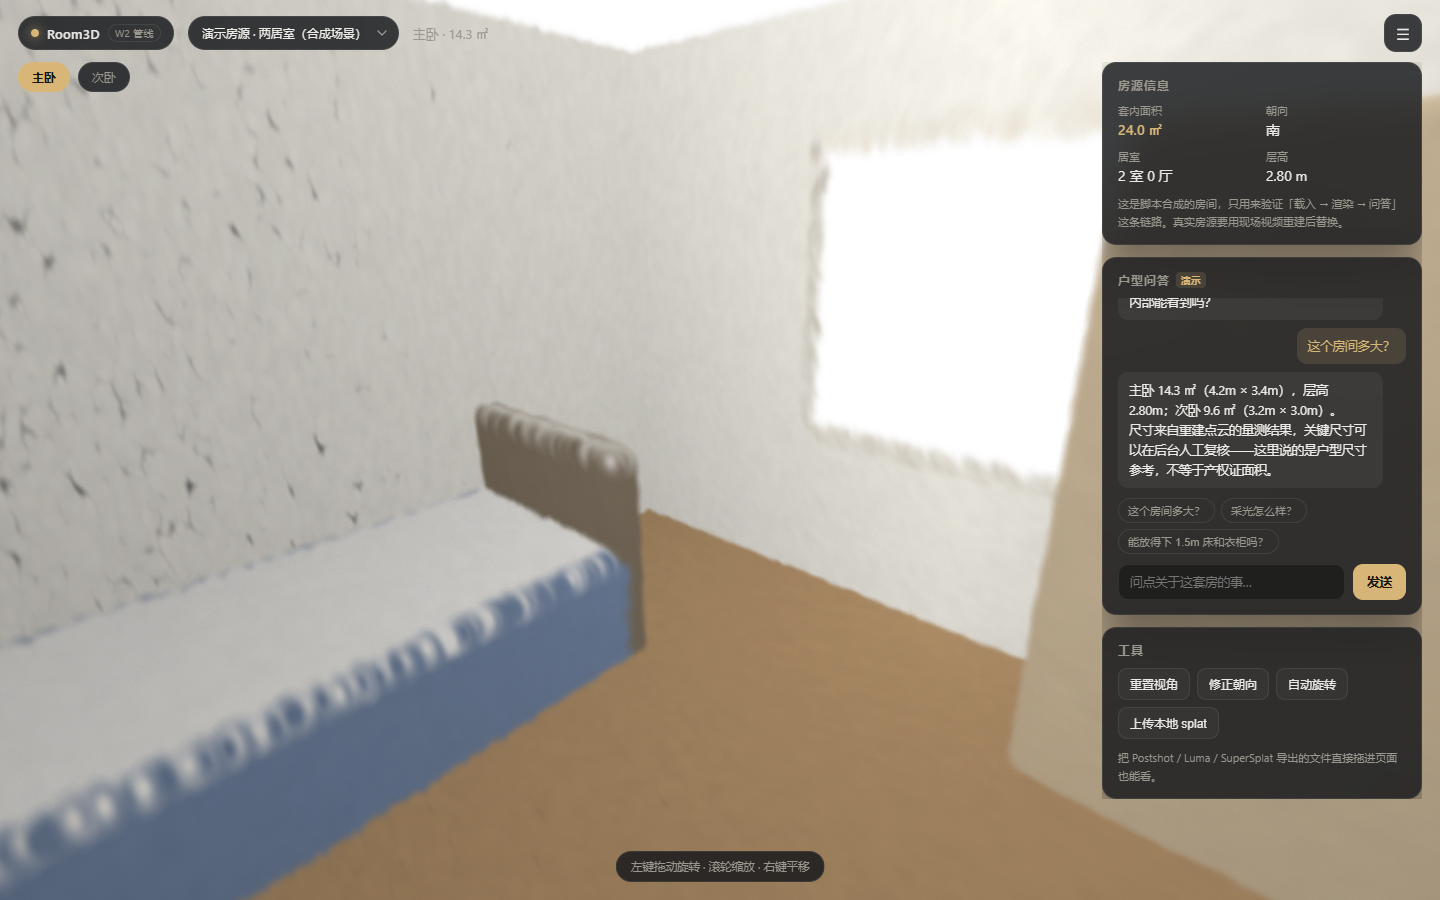 Room3D W2 管线
演示房源 · 两居室（合成场景）
主卧 · 14.3 ㎡
☰
主卧
次卧
房源信息
套内面积
朝向
24.0 ㎡
南
居室
层高
2 室 0 厅
2.80 m
这是脚本合成的房间，只用来验证「载入 → 渲染 → 问答」
这条链路。真实房源要用现场视频重建后替换。
户型问答 演示
内部能看到吗？
这个房间多大？
主卧 14.3 ㎡（4.2m × 3.4m），层高
2.80m；次卧 9.6 ㎡（3.2m × 3.0m）。
尺寸来自重建点云的量测结果，关键尺寸可
以在后台人工复核——这里说的是户型尺寸
参考，不等于产权证面积。
这个房间多大？
采光怎么样？
能放得下 1.5m 床和衣柜吗？
问点关于这套房的事...
发送
工具
重置视角
修正朝向
自动旋转
上传本地 splat
把 Postshot / Luma / SuperSplat 导出的文件直接拖进页面
也能看。
左键拖动旋转 · 滚轮缩放 · 右键平移